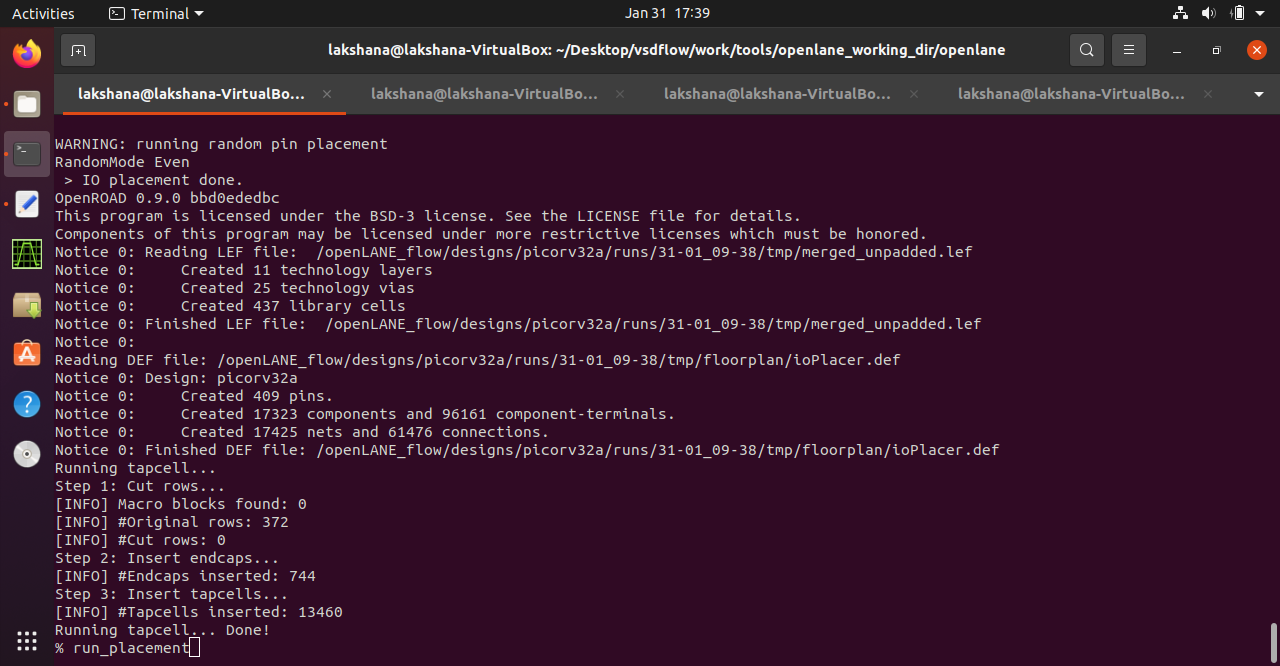 Activities
Terminal
Jan 31 17:39
lakshana@lakshana-VirtualBox: ~/Desktop/vsdflow/work/tools/openlane_working_dir/openlane
lakshana@lakshana-VirtualBo...
lakshana@lakshana-VirtualBo...
lakshana@lakshana-VirtualBo...
lakshana@lakshana-VirtualBo...
WARNING: running random pin placement
RandomMode Even
 > IO placement done.
OpenROAD 0.9.0 bbd0ededbc
This program is licensed under the BSD-3 license. See the LICENSE file for details.
Components of this program may be licensed under more restrictive licenses which must be honored.
Notice 0: Reading LEF file:  /openLANE_flow/designs/picorv32a/runs/31-01_09-38/tmp/merged_unpadded.lef
Notice 0:     Created 11 technology layers
Notice 0:     Created 25 technology vias
Notice 0:     Created 437 library cells
Notice 0: Finished LEF file:  /openLANE_flow/designs/picorv32a/runs/31-01_09-38/tmp/merged_unpadded.lef
Notice 0:
Reading DEF file: /openLANE_flow/designs/picorv32a/runs/31-01_09-38/tmp/floorplan/ioPlacer.def
Notice 0: Design: picorv32a
Notice 0:     Created 409 pins.
Notice 0:     Created 17323 components and 96161 component-terminals.
Notice 0:     Created 17425 nets and 61476 connections.
Notice 0: Finished DEF file: /openLANE_flow/designs/picorv32a/runs/31-01_09-38/tmp/floorplan/ioPlacer.def
Running tapcell...
Step 1: Cut rows...
[INFO] Macro blocks found: 0
[INFO] #Original rows: 372
[INFO] #Cut rows: 0
Step 2: Insert endcaps...
[INFO] #Endcaps inserted: 744
Step 3: Insert tapcells...
[INFO] #Tapcells inserted: 13460
Running tapcell... Done!
% run_placement